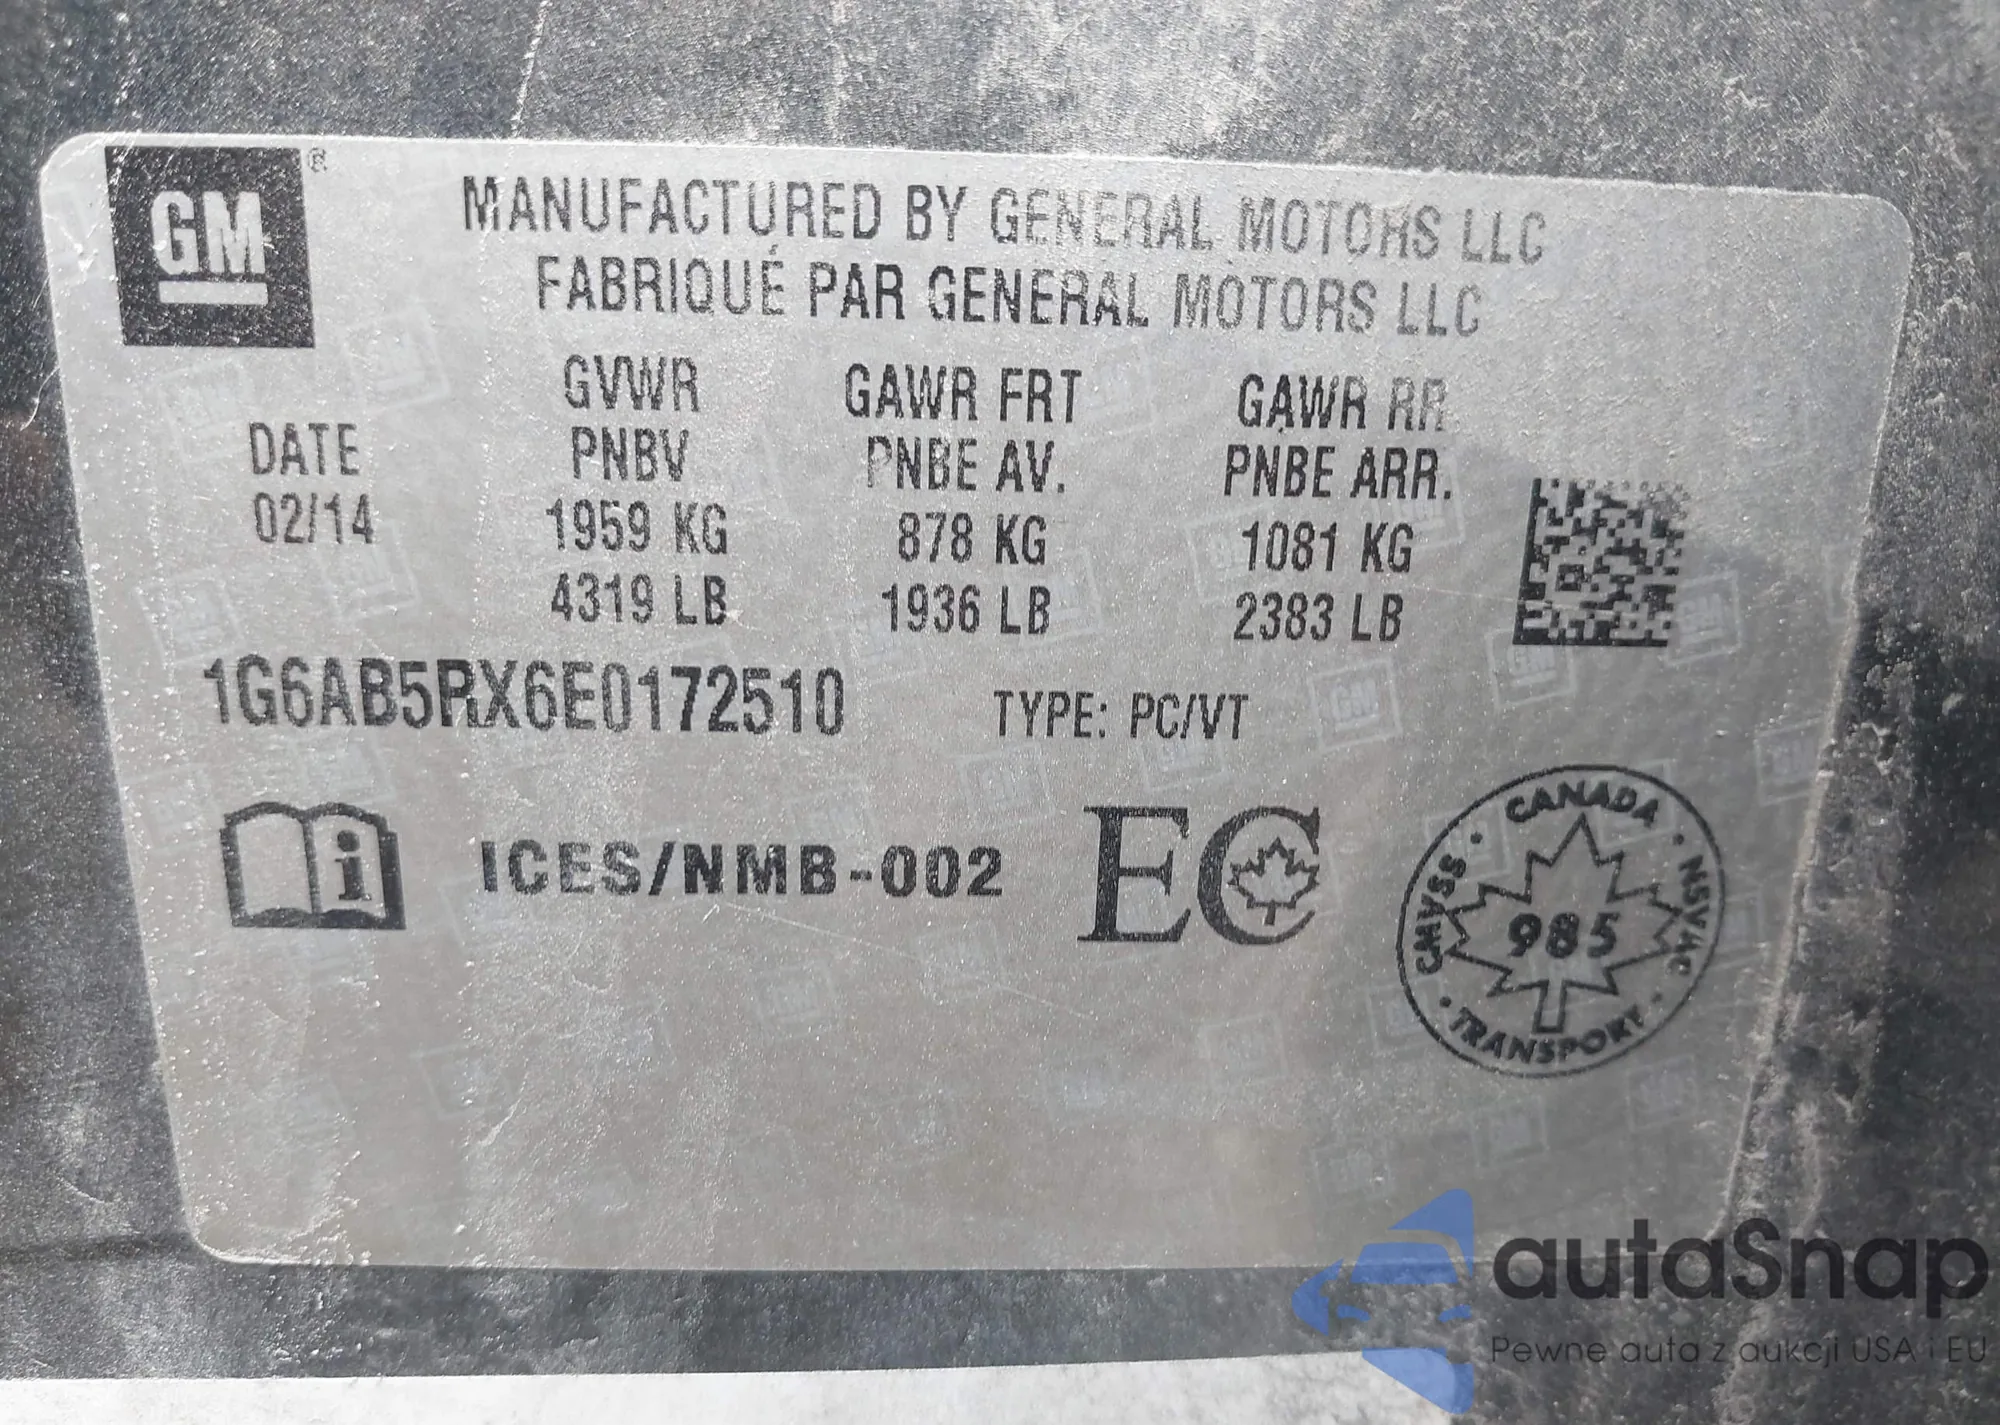 GM®
MANUFACTURED BY GENERAL MOTORS LLC
FABRIQUÉ PAR GENERAL MOTORS LLC
DATE
02/14
GVWR
PNBV
1959 KG
4319 LB
GAWR FRT
PNBE AV.
878 KG
1936 LB
GAWR RR
PNBE ARR.
1081 KG
2383 LB
1G6AB5RX6E0172510
TYPE: PC/VT
i
ICES/NMB-002
EC
CANADA · NSVAC · TRANSPORT · CMVSS ·
985
autaSnap
Pewne auta z aukcji USA i EU